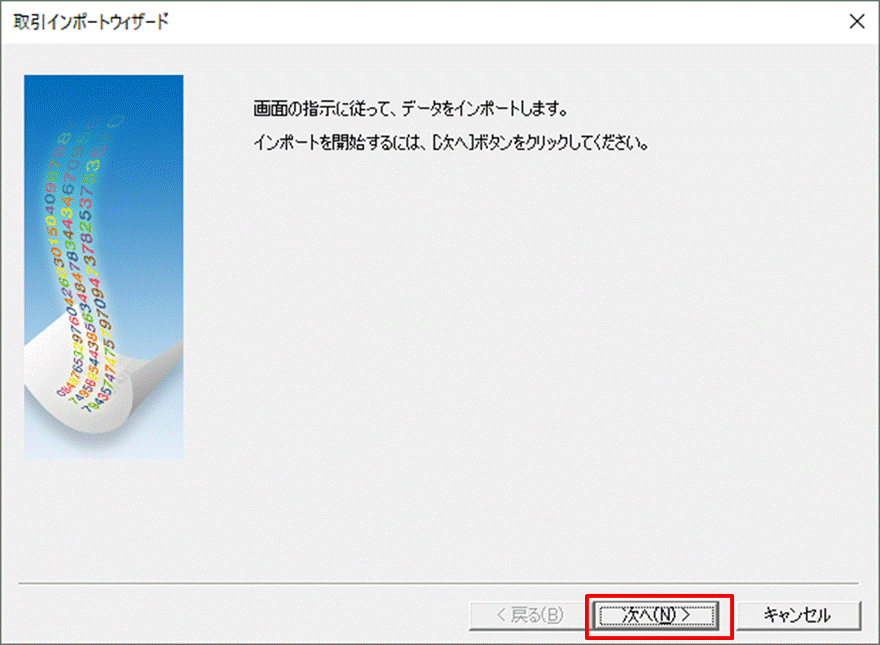 取引インポートウィザード
画面の指示に従って、データをインポートします。
インポートを開始するには、[次へ]ボタンをクリックしてください。
< 戻る(B)
次へ(N) >
キャンセル